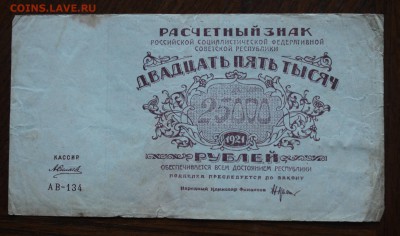 COINS.LAVE.RU
РАСЧЕТНЫЙ ЗНАК
РОССИЙСКОЙ СОЦИАЛИСТИЧЕСКОЙ ФЕДЕРАТИВНОЙ
СОВЕТСКОЙ РЕСПУБЛИКИ
ДВАДЦАТЬ ПЯТЬ ТЫСЯЧ
25000
1921
РУБЛЕЙ
ОБЕСПЕЧИВАЕТСЯ ВСЕМ ДОСТОЯНИЕМ РЕСПУБЛИКИ
ПОДДЕЛКА ПРЕСЛЕДУЕТСЯ ПО ЗАКОНУ
Народный Комиссар Финансов
КАССИР
АВ-134